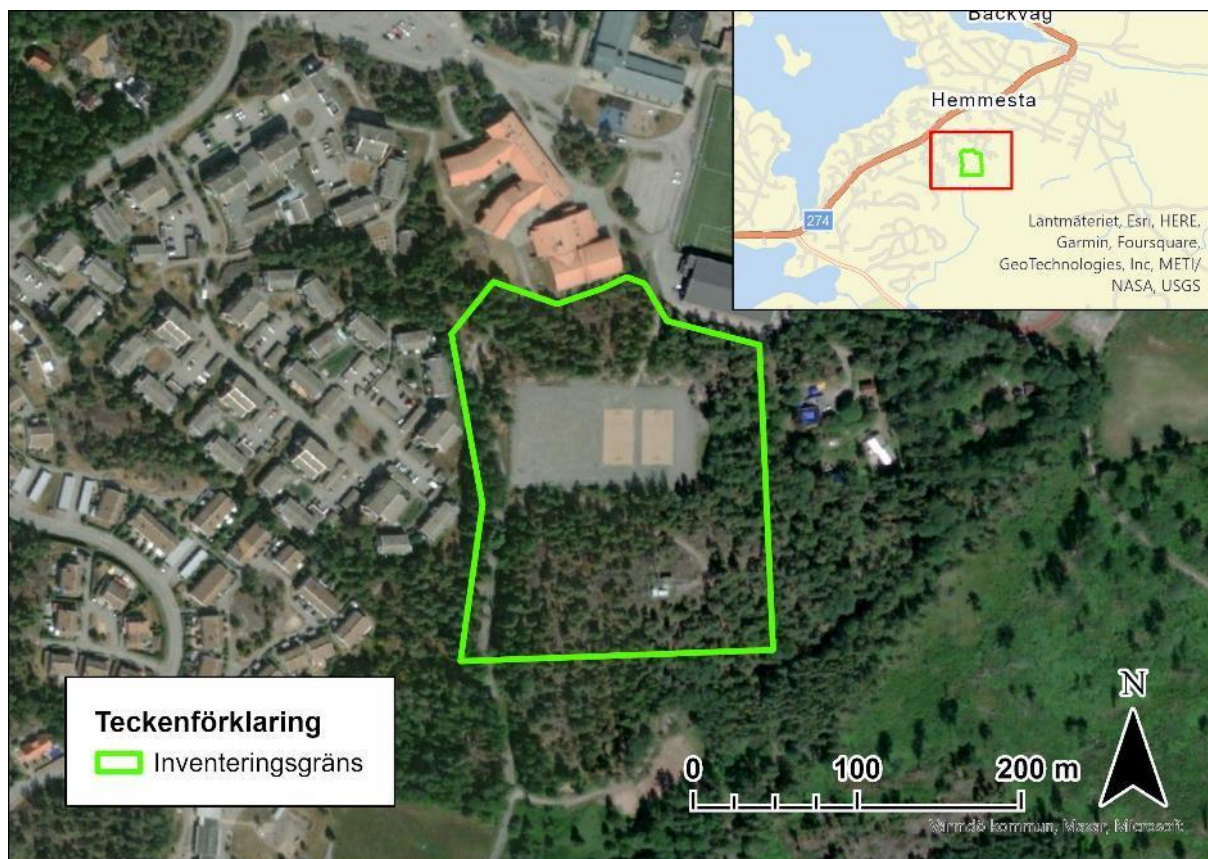 Backvåg
Hemmesta
274
Lantmäteriet, Esri, HERE,
Garmin, Foursquare,
GeoTechnologies, Inc, METI/
NASA, USGS
Teckenförklaring
Inventeringsgräns
N
0 100 200 m
Värmdö kommun, Maxar, Microsoft